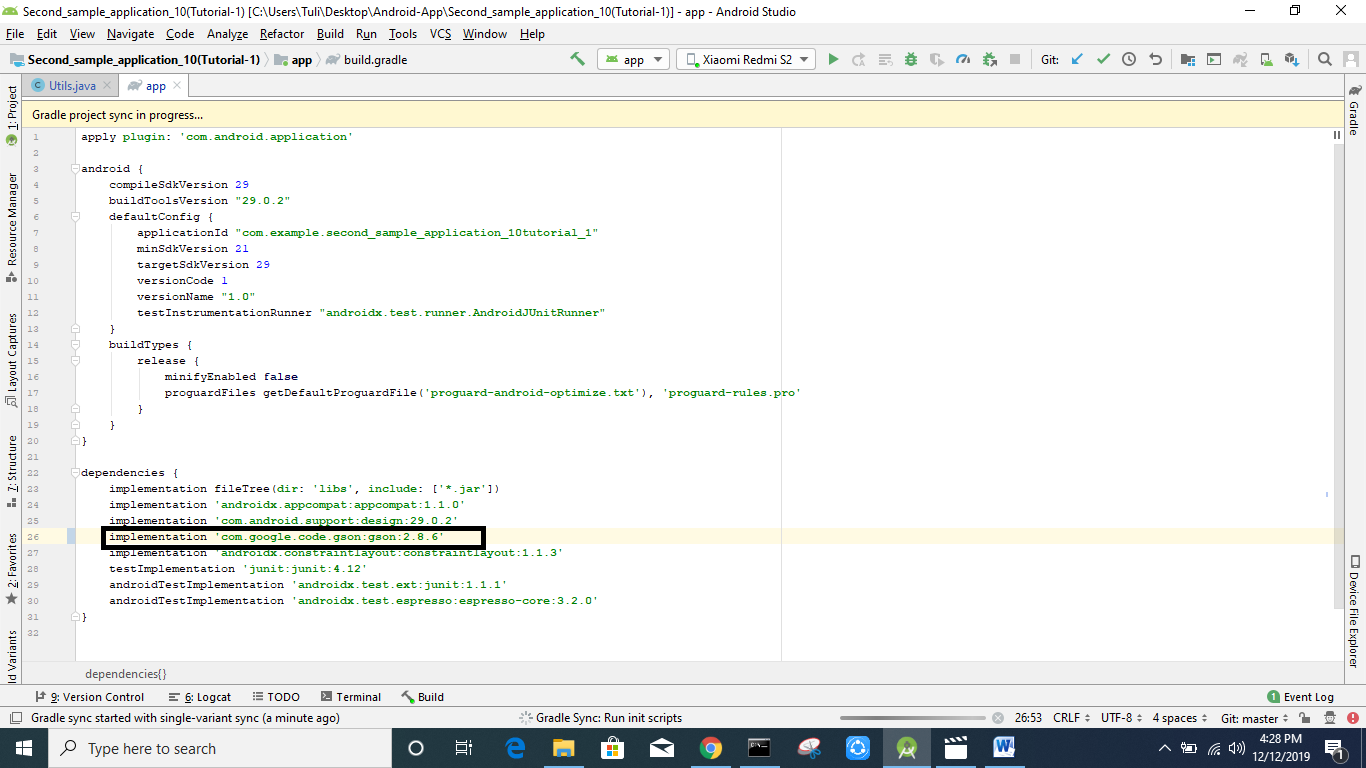 Second_sample_application_10(Tutorial-1) [C:\Users\Tuli\Desktop\Android-App\Second_sample_application_10(Tutorial-1)] - app - Android Studio
File Edit View Navigate Code Analyze Refactor Build Run Tools VCS Window Help
Second_sample_application_10(Tutorial-1) app build.gradle app Xiaomi Redmi S2 Git:
Utils.java app
Gradle project sync in progress...
1 apply plugin: 'com.android.application'
2
3 android {
4 compileSdkVersion 29
5 buildToolsVersion "29.0.2"
6 defaultConfig {
7 applicationId "com.example.second_sample_application_10tutorial_1"
8 minSdkVersion 21
9 targetSdkVersion 29
10 versionCode 1
11 versionName "1.0"
12 testInstrumentationRunner "androidx.test.runner.AndroidJUnitRunner"
13 }
14 buildTypes {
15 release {
16 minifyEnabled false
17 proguardFiles getDefaultProguardFile('proguard-android-optimize.txt'), 'proguard-rules.pro'
18 }
19 }
20 }
21
22 dependencies {
23 implementation fileTree(dir: 'libs', include: ['*.jar'])
24 implementation 'androidx.appcompat:appcompat:1.1.0'
25 implementation 'com.android.support:design:29.0.2'
26 implementation 'com.google.code.gson:gson:2.8.6'
27 implementation 'androidx.constraintlayout:constraintlayout:1.1.3'
28 testImplementation 'junit:junit:4.12'
29 androidTestImplementation 'androidx.test.ext:junit:1.1.1'
30 androidTestImplementation 'androidx.test.espresso:espresso-core:3.2.0'
31 }
32
dependencies{}
1: Project
Resource Manager
Layout Captures
7: Structure
2: Favorites
ld Variants
Gradle
Device File Explorer
9: Version Control 6: Logcat TODO Terminal Build 1 Event Log
Gradle sync started with single-variant sync (a minute ago) Gradle Sync: Run init scripts 26:53 CRLF UTF-8 4 spaces Git: master
Type here to search
4:28 PM
12/12/2019
1